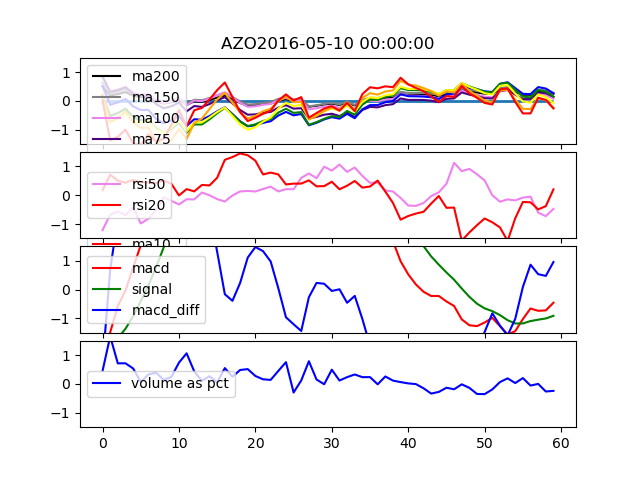 AZO2016-05-10 00:00:00
1
0
−1
ma200
ma150
ma100
ma75
1
0
−1
rsi50
rsi20
ma10
1
0
−1
macd
signal
macd_diff
1
0
−1
volume as pct
0 10 20 30 40 50 60